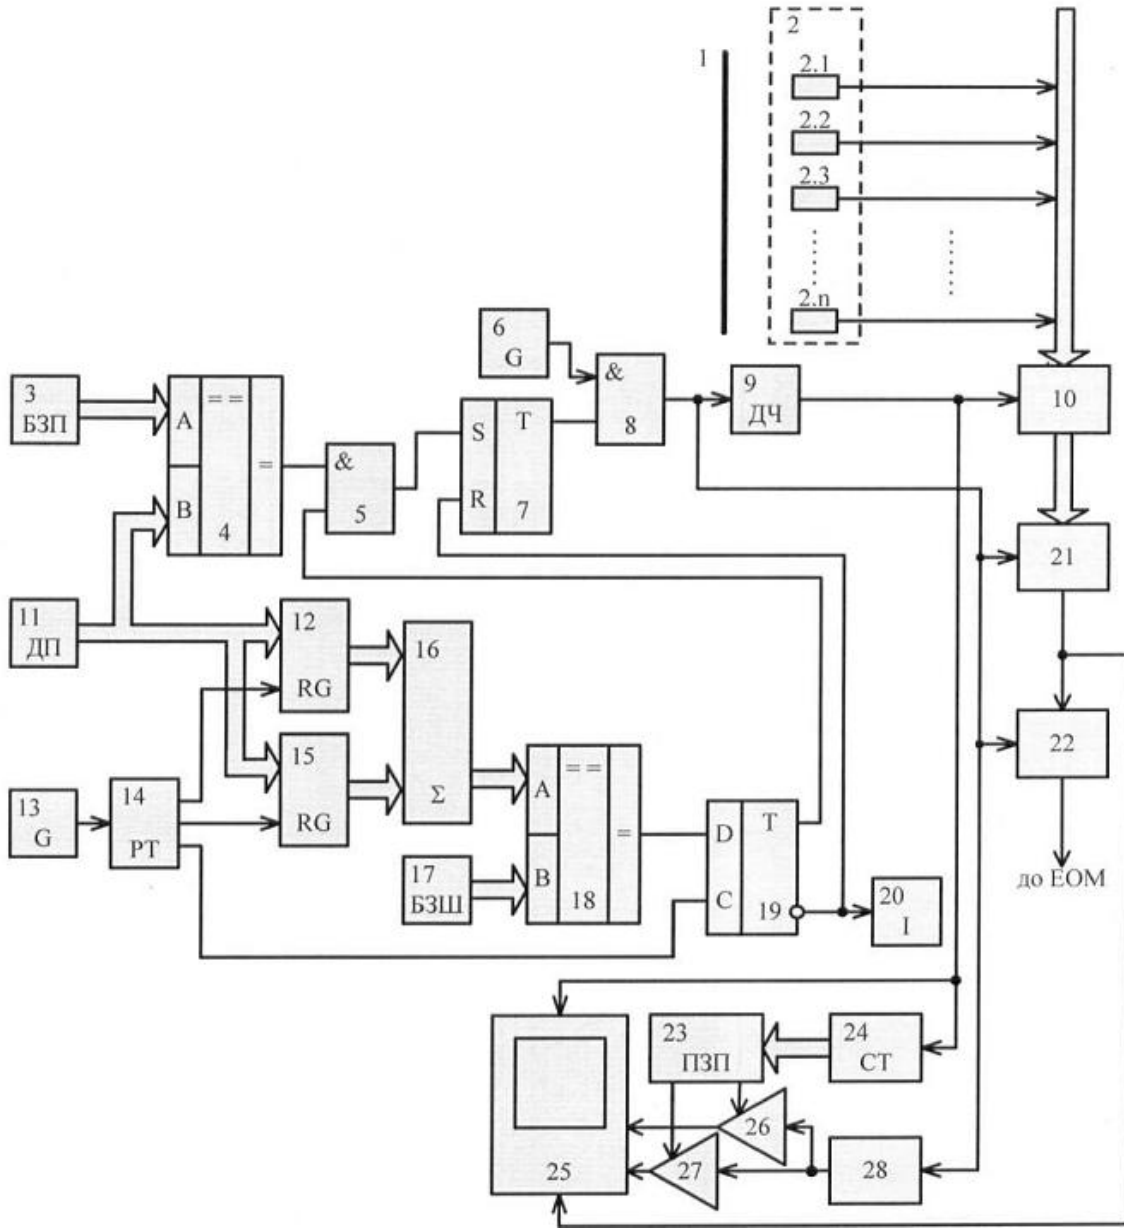 1
2
2.1
2.2
2.3
2.n
3
БЗП
A
B
= =
=
4
&
5
6
G
S
R
T
7
&
8
9
ДЧ
10
11
ДП
12
RG
13
G
14
РТ
15
RG
16
Σ
17
БЗШ
A
B
= =
=
18
D
C
T
19
20
I
21
22
до ЕОМ
23
ПЗП
24
СТ
25
26
27
28